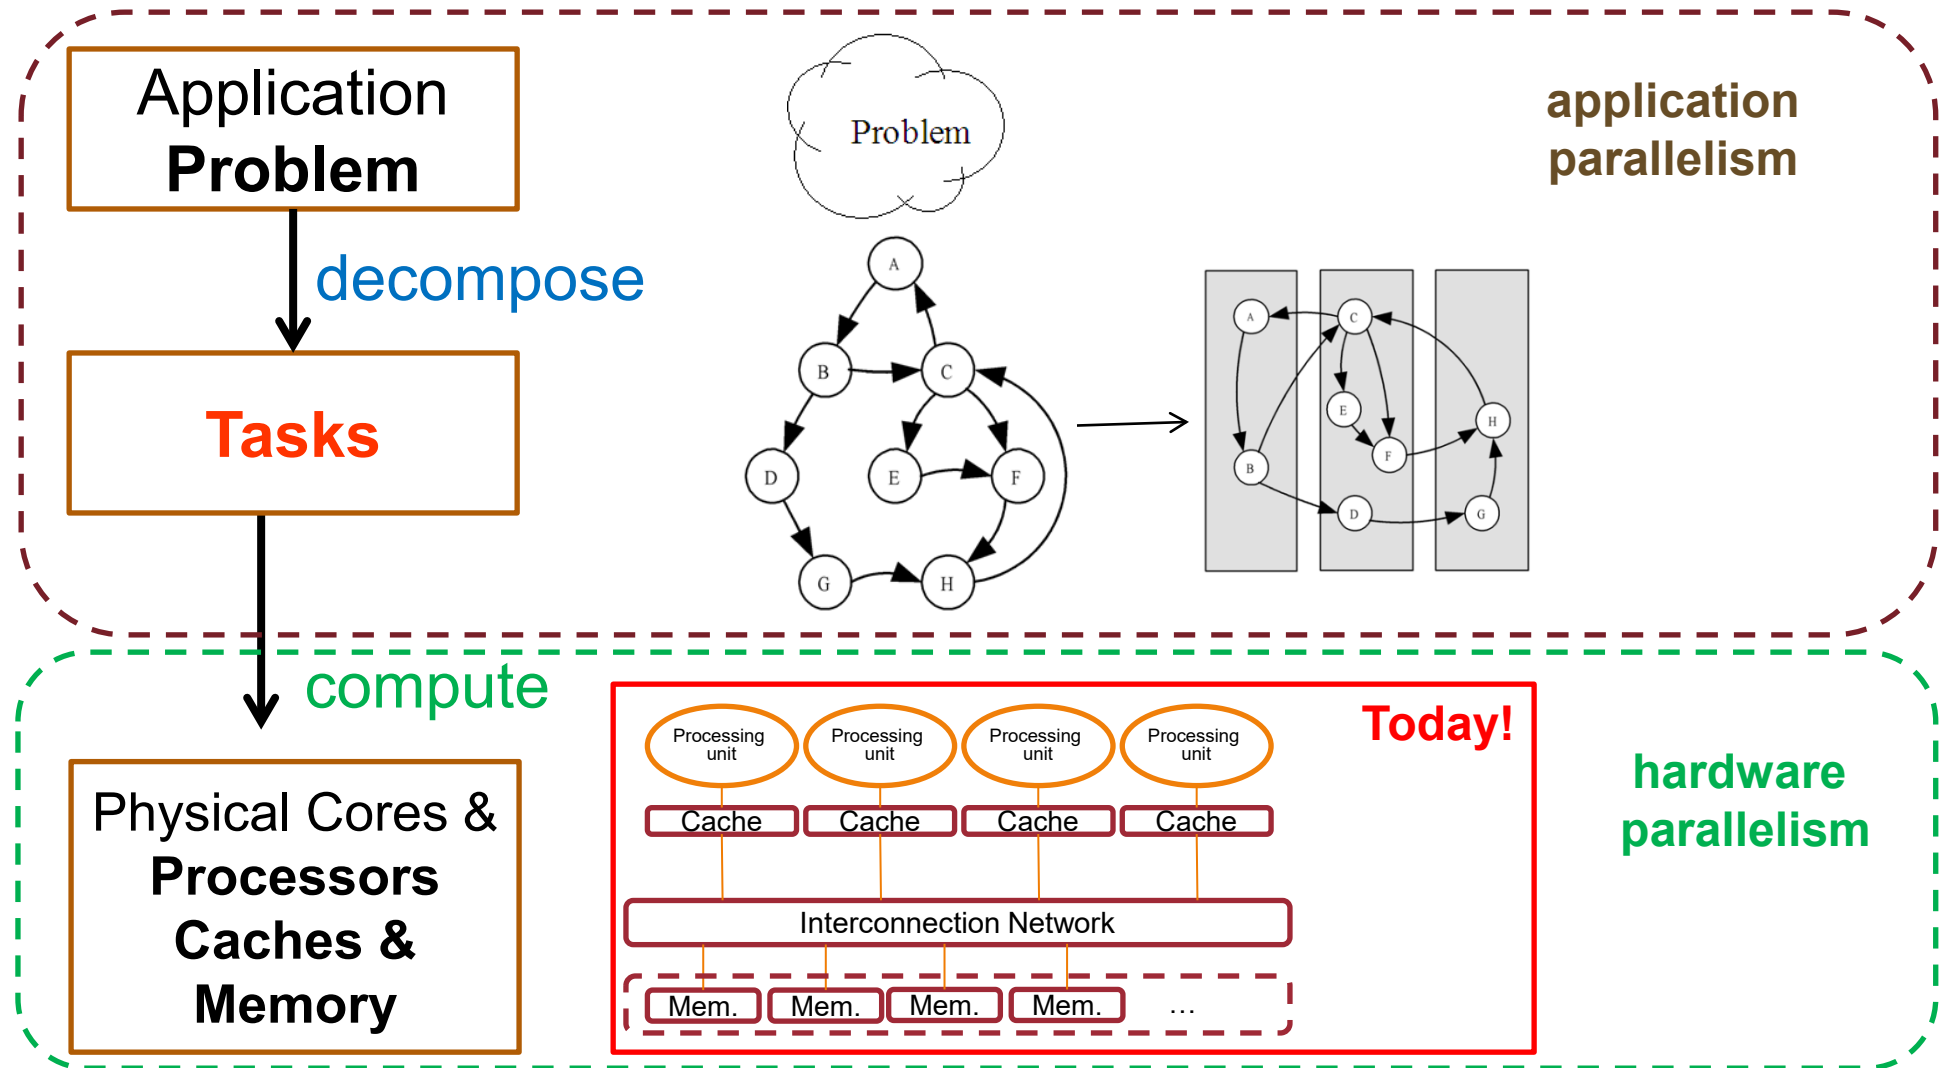 Application
Problem
decompose
Tasks
Problem
A
B
C
D
E
F
G
H
A
C
E
H
F
B
D
G
application
parallelism
compute
Physical Cores &
Processors
Caches &
Memory
Today!
Processing
unit
Processing
unit
Processing
unit
Processing
unit
Cache
Cache
Cache
Cache
Interconnection Network
Mem.
Mem.
Mem.
Mem.
...
hardware
parallelism